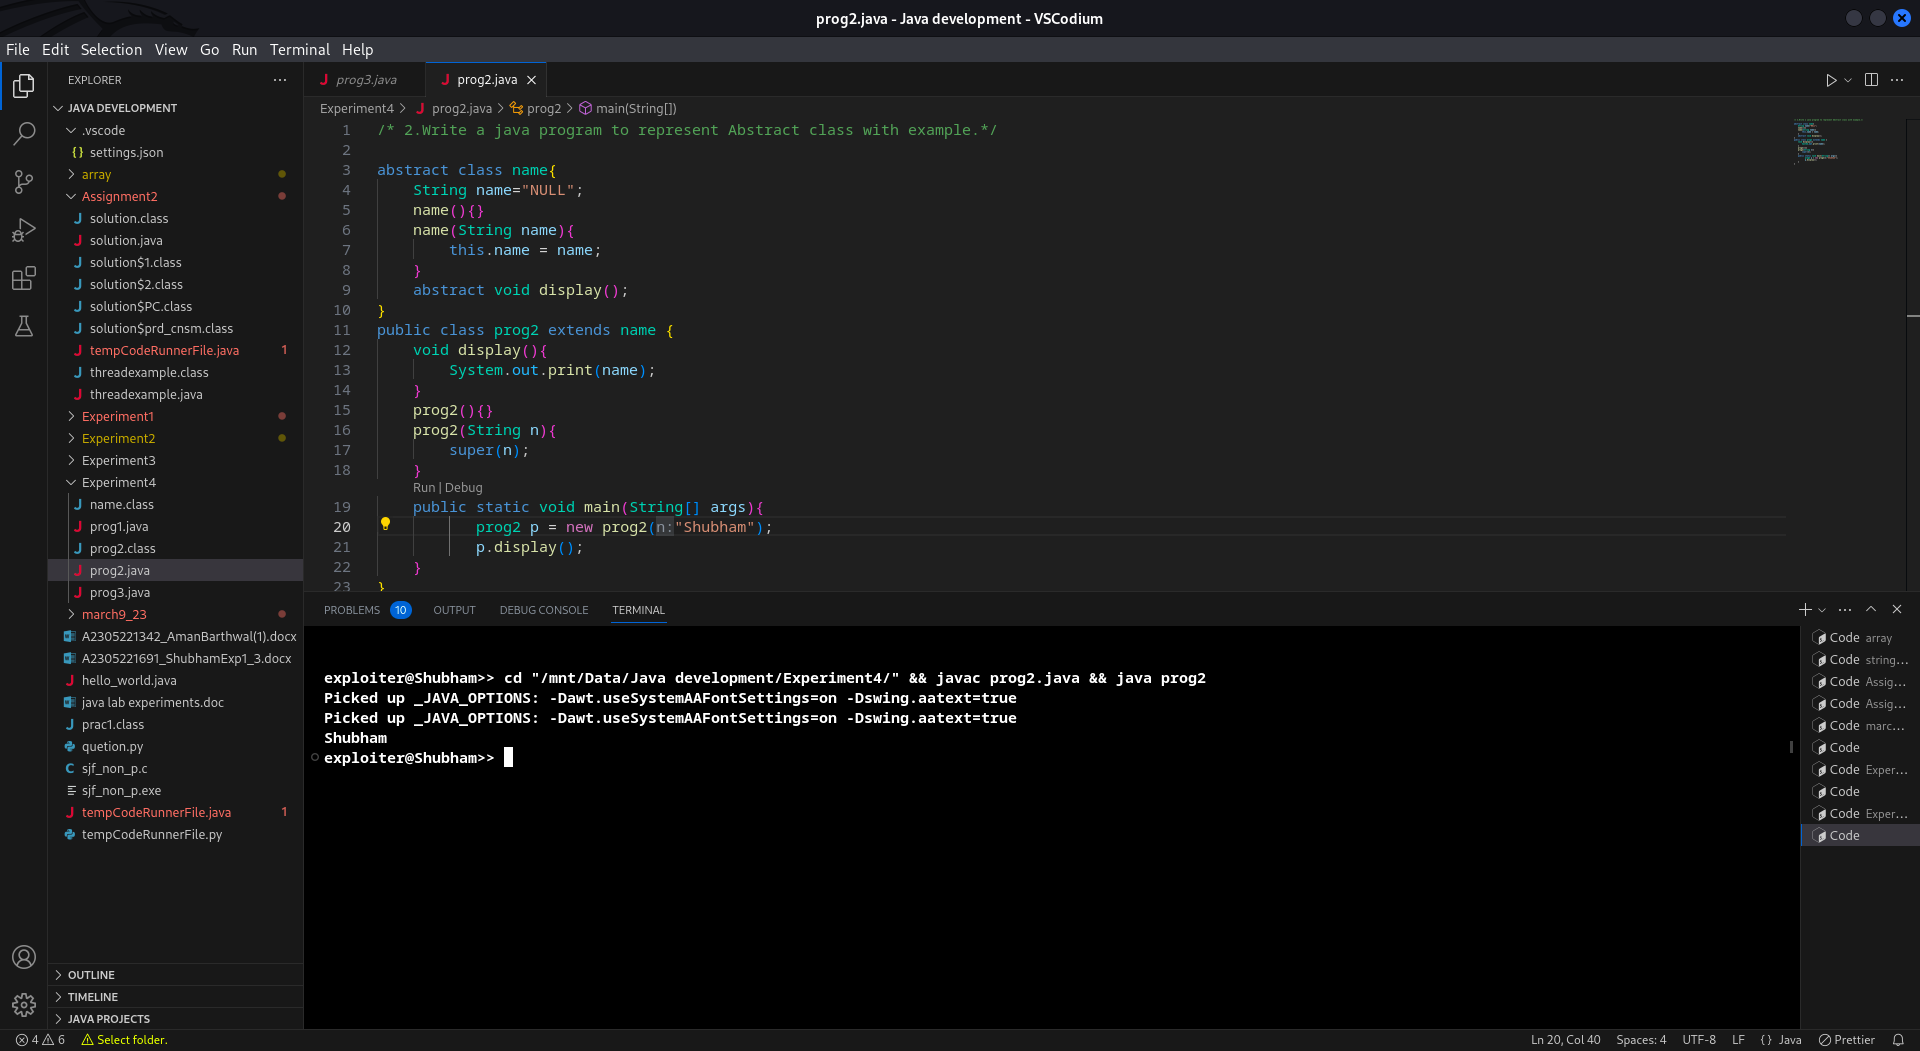 prog2.java - Java development - VSCodium
File Edit Selection View Go Run Terminal Help
EXPLORER
JAVA DEVELOPMENT
.vscode
{} settings.json
array
Assignment2
J solution.class
J solution.java
J solution$1.class
J solution$2.class
J solution$PC.class
J solution$prd_cnsm.class
J tempCodeRunnerFile.java 1
J threadexample.class
J threadexample.java
Experiment1
Experiment2
Experiment3
Experiment4
J name.class
J prog1.java
J prog2.class
J prog2.java
J prog3.java
march9_23
A2305221342_AmanBarthwal(1).docx
A2305221691_ShubhamExp1_3.docx
J hello_world.java
java lab experiments.doc
J prac1.class
quetion.py
C sjf_non_p.c
sjf_non_p.exe
J tempCodeRunnerFile.java 1
tempCodeRunnerFile.py
OUTLINE
TIMELINE
JAVA PROJECTS
J prog3.java J prog2.java
Experiment4 > J prog2.java > prog2 > main(String[])
1 /* 2.Write a java program to represent Abstract class with example.*/
2
3 abstract class name{
4 String name="NULL";
5 name(){}
6 name(String name){
7 this.name = name;
8 }
9 abstract void display();
10 }
11 public class prog2 extends name {
12 void display(){
13 System.out.print(name);
14 }
15 prog2(){}
16 prog2(String n){
17 super(n);
18 }
Run | Debug
19 public static void main(String[] args){
20 prog2 p = new prog2(n:"Shubham");
21 p.display();
22 }
23 }
PROBLEMS 10 OUTPUT DEBUG CONSOLE TERMINAL
exploiter@Shubham>> cd "/mnt/Data/Java development/Experiment4/" && javac prog2.java && java prog2
Picked up _JAVA_OPTIONS: -Dawt.useSystemAAFontSettings=on -Dswing.aatext=true
Picked up _JAVA_OPTIONS: -Dawt.useSystemAAFontSettings=on -Dswing.aatext=true
Shubham
exploiter@Shubham>>
Code array
Code string...
Code Assig...
Code Assig...
Code marc...
Code
Code Exper...
Code
Code Exper...
Code
4 6 Select folder. Ln 20, Col 40 Spaces: 4 UTF-8 LF {} Java Prettier